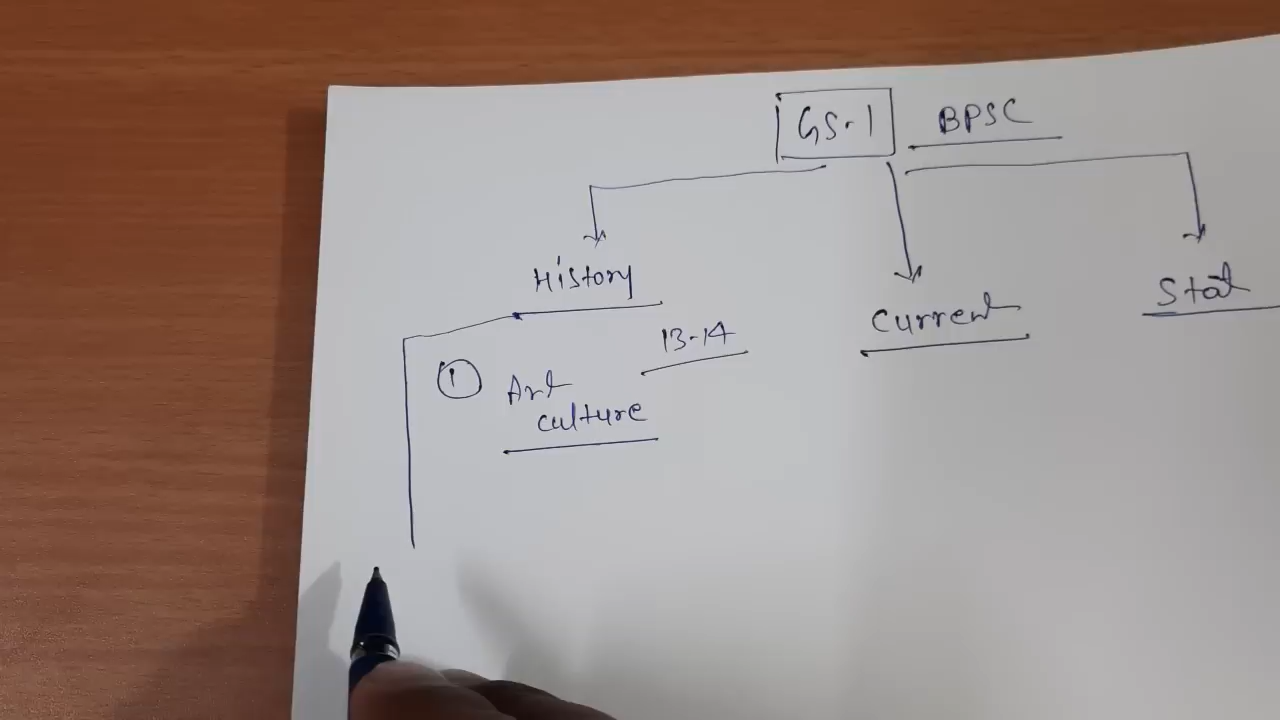 GS-1 BPSC
History
Current
Stat
13-14
① Art
culture